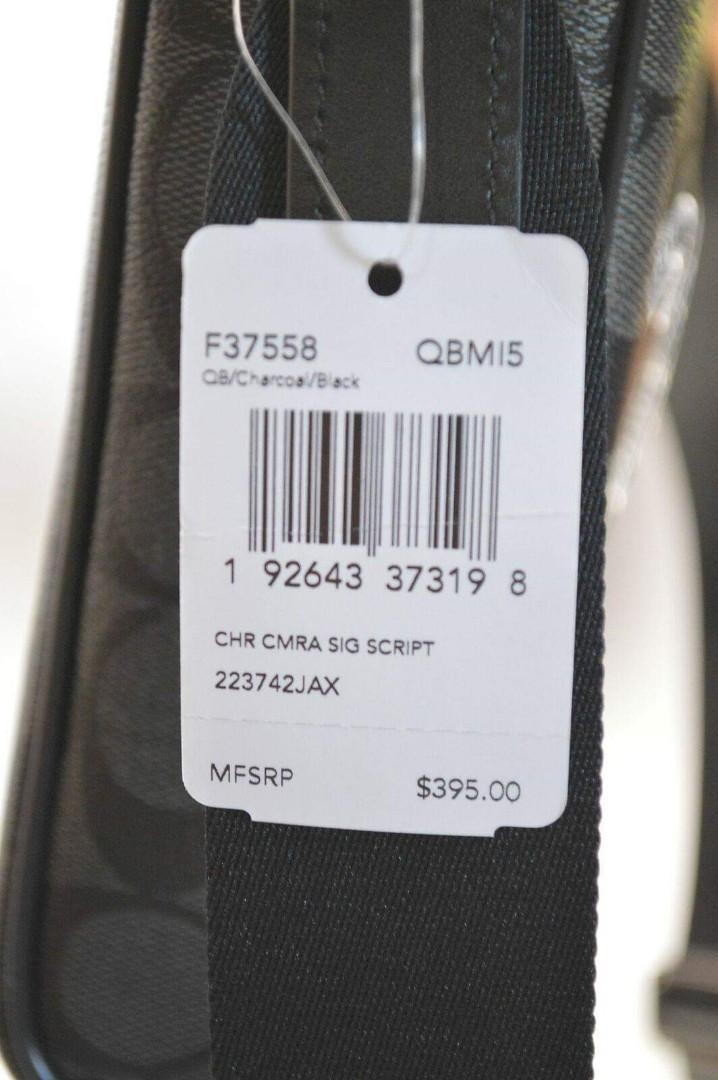 F37558 QBMI5
QB/Charcoal/Black
1 92643 37319 8
CHR CMRA SIG SCRIPT
223742JAX
MFSRP $395.00